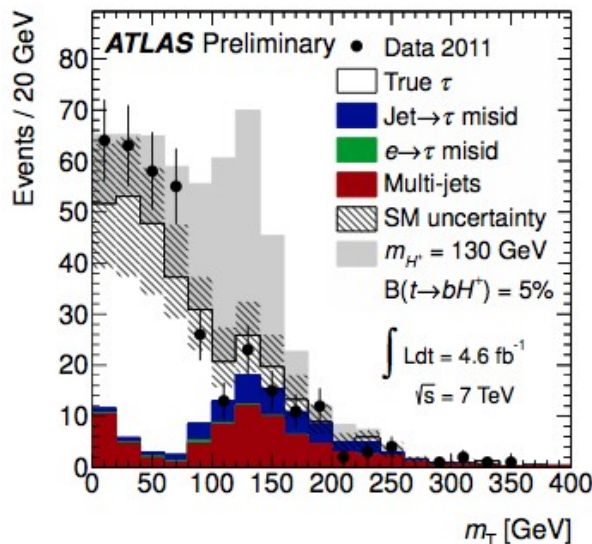 ATLAS Preliminary
Data 2011
True τ
Jet→τ misid
e→τ misid
Multi-jets
SM uncertainty
m_H⁺ = 130 GeV
B(t→bH⁺) = 5%
∫ Ldt = 4.6 fb⁻¹
√s = 7 TeV
Events / 20 GeV
80
70
60
50
40
30
20
10
0
0 50 100 150 200 250 300 350 400
m_T [GeV]